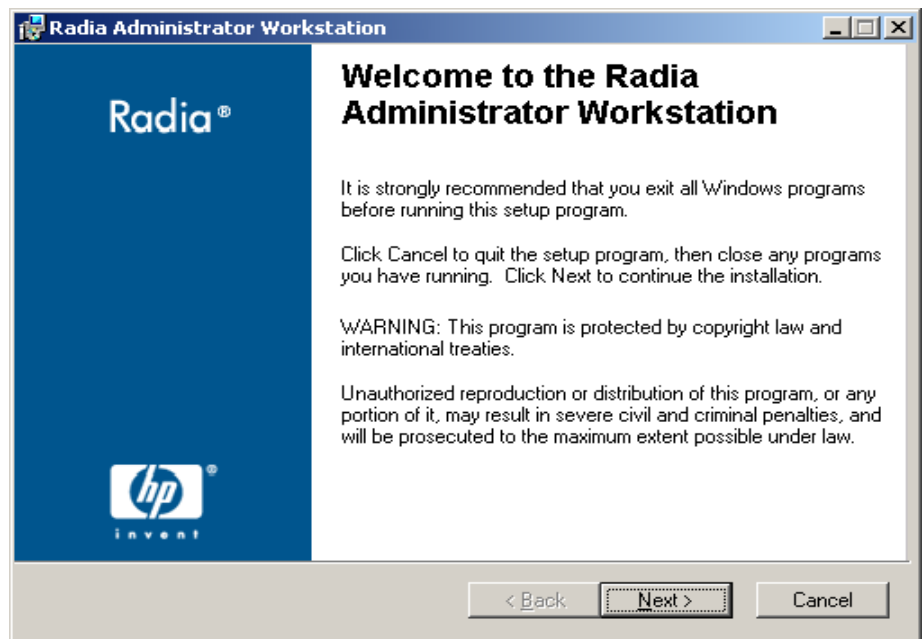 Radia Administrator Workstation
Radia®
Welcome to the Radia
Administrator Workstation
It is strongly recommended that you exit all Windows programs
before running this setup program.
Click Cancel to quit the setup program, then close any programs
you have running.  Click Next to continue the installation.
WARNING: This program is protected by copyright law and
international treaties.
Unauthorized reproduction or distribution of this program, or any
portion of it, may result in severe civil and criminal penalties, and
will be prosecuted to the maximum extent possible under law.
hp®
invent
< Back
Next >
Cancel